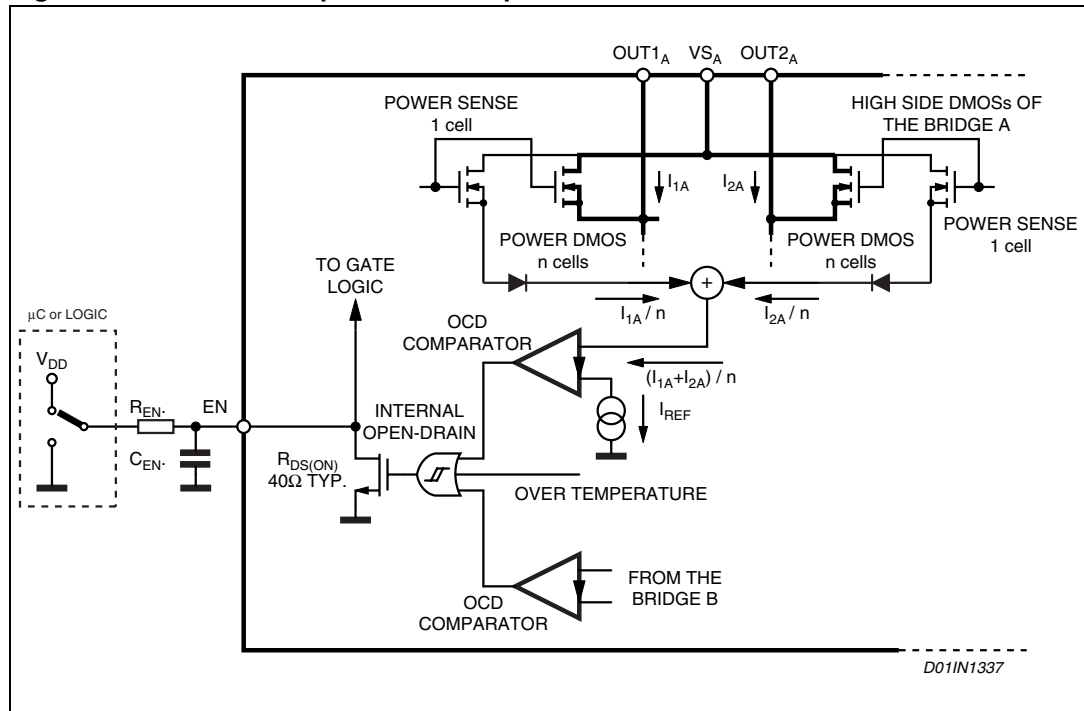 OUT1A VSA OUT2A
POWER SENSE
1 cell
HIGH SIDE DMOSs OF
THE BRIDGE A
I1A
I2A
POWER DMOS
n cells
POWER DMOS
n cells
POWER SENSE
1 cell
TO GATE
LOGIC
+
I1A / n
I2A / n
OCD
COMPARATOR
(I1A+I2A) / n
IREF
µC or LOGIC
VDD
REN.
EN
CEN.
INTERNAL
OPEN-DRAIN
RDS(ON)
40Ω TYP.
OVER TEMPERATURE
OCD
COMPARATOR
FROM THE
BRIDGE B
D01IN1337